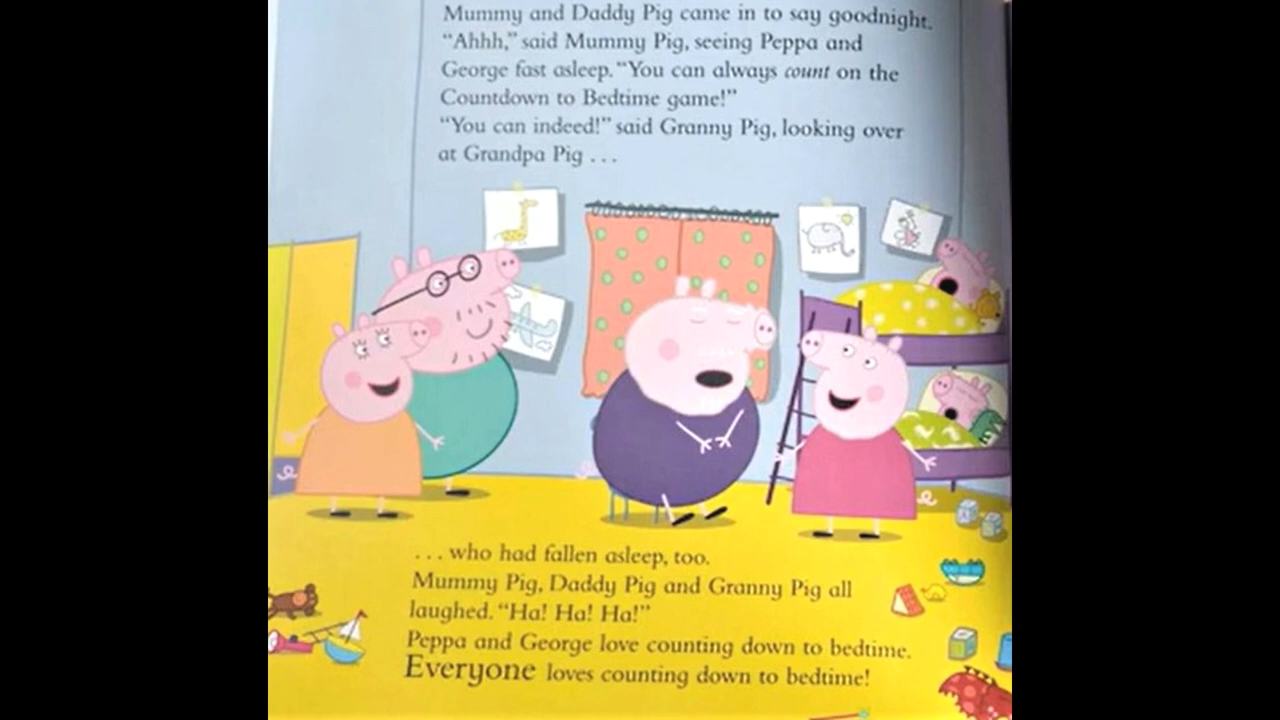 Mummy and Daddy Pig came in to say goodnight.
“Ahhh,” said Mummy Pig, seeing Peppa and
George fast asleep. “You can always count on the
Countdown to Bedtime game!”
“You can indeed!” said Granny Pig, looking over
at Grandpa Pig . . .
. . . who had fallen asleep, too.
Mummy Pig, Daddy Pig and Granny Pig all
laughed. “Ha! Ha! Ha!”
Peppa and George love counting down to bedtime.
Everyone loves counting down to bedtime!